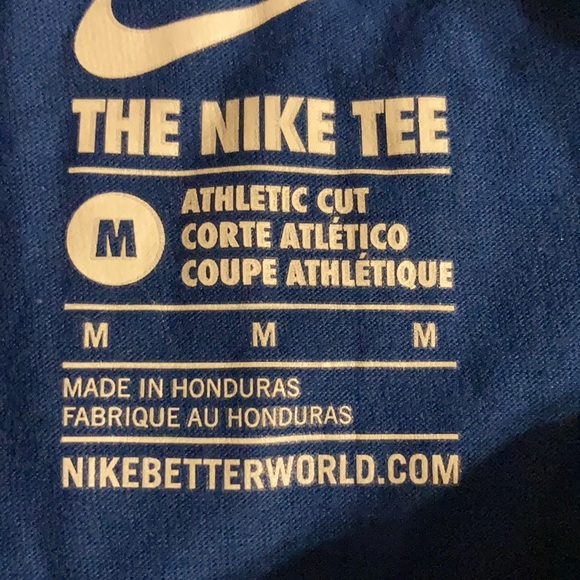 THE NIKE TEE
M
ATHLETIC CUT
CORTE ATLÉTICO
COUPE ATHLÉTIQUE
M M M
MADE IN HONDURAS
FABRIQUE AU HONDURAS
NIKEBETTERWORLD.COM